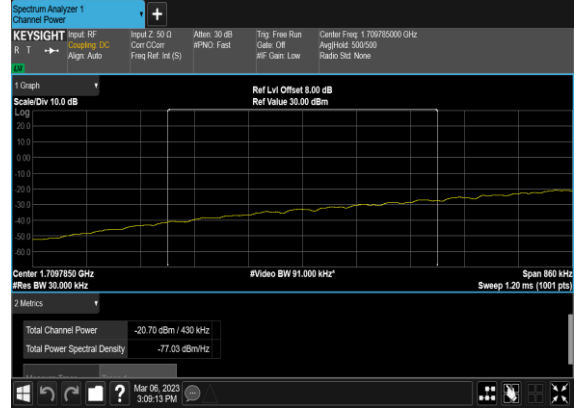 Spectrum Analyzer 1
Channel Power
+
KEYSIGHT
R T
LM
Input: RF
Coupling: DC
Align: Auto
Input Z: 50 Ω
Corr CCorr
Freq Ref: Int (S)
Atten: 30 dB
#PNO: Fast
Trig: Free Run
Gate: Off
#IF Gain: Low
Center Freq: 1.709785000 GHz
Avg|Hold: 500/500
Radio Std: None
1 Graph
Scale/Div 10.0 dB
Ref Lvl Offset 8.00 dB
Ref Value 30.00 dBm
Log
20.0
10.0
0.00
-10.0
-20.0
-30.0
-40.0
-50.0
-60.0
Center 1.7097850 GHz
#Video BW 91.000 kHz*
Span 860 kHz
#Res BW 30.000 kHz
Sweep 1.20 ms (1001 pts)
2 Metrics
Total Channel Power -20.70 dBm / 430 kHz
Total Power Spectral Density -77.03 dBm/Hz
?
Mar 06, 2023
3:09:13 PM